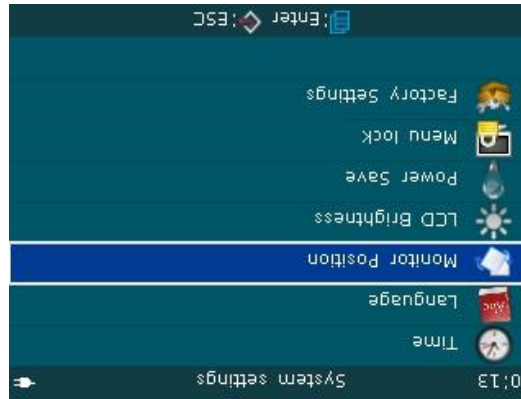 0:13 System settings
Time
Language
Monitor Position
LCD Brightness
Power Save
Menu lock
Factory Settings
:Enter :ESC